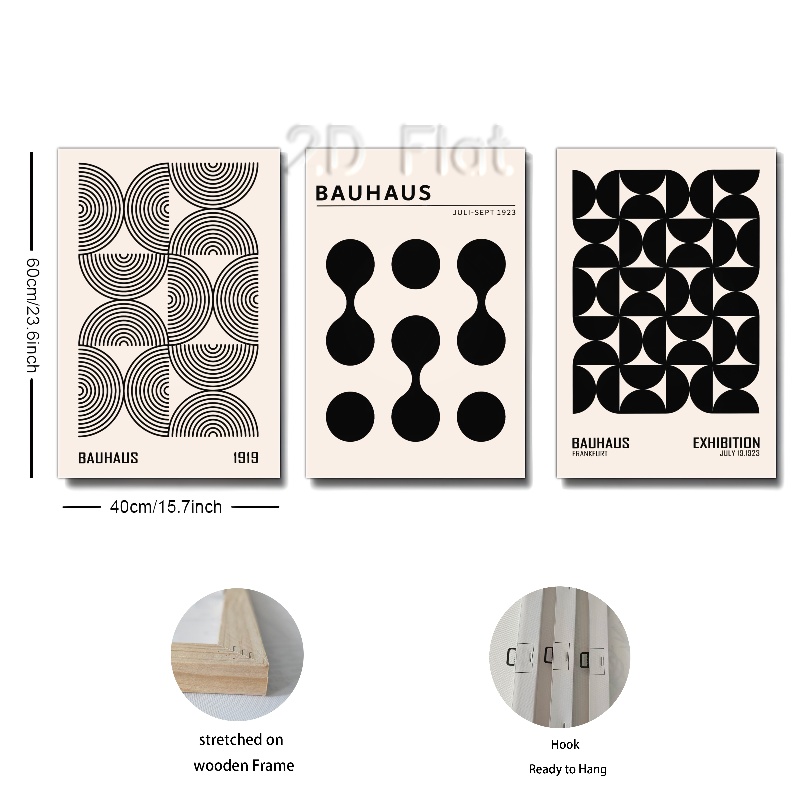 2D Flat
60cm/23.6inch
BAUHAUS 1919
BAUHAUS
JULI-SEPT 1923
BAUHAUS EXHIBITION
FRANKFURT JULY 19.1923
40cm/15.7inch
stretched on
wooden Frame
Hook
Ready to Hang